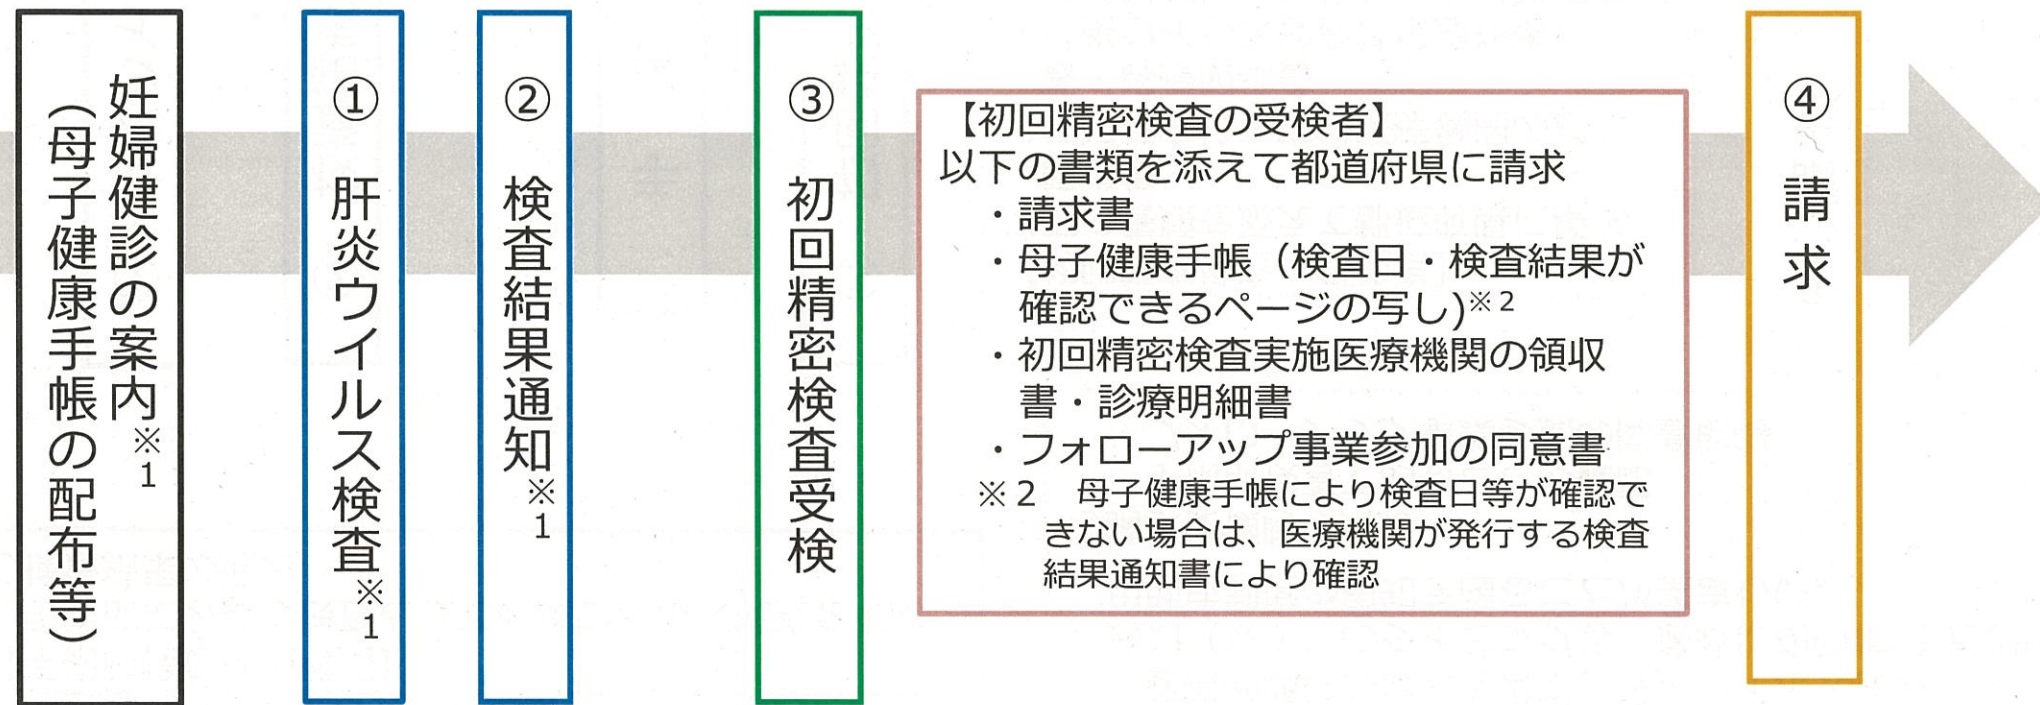 妊婦健診の案内※1
(母子健康手帳の配布等)
① 肝炎ウイルス検査※1
② 検査結果通知※1
③ 初回精密検査受検
【初回精密検査の受検者】
以下の書類を添えて都道府県に請求
・請求書
・母子健康手帳（検査日・検査結果が
確認できるページの写し)※2
・初回精密検査実施医療機関の領収
書・診療明細書
・フォローアップ事業参加の同意書
※2　母子健康手帳により検査日等が確認で
きない場合は、医療機関が発行する検査
結果通知書により確認
④ 請求